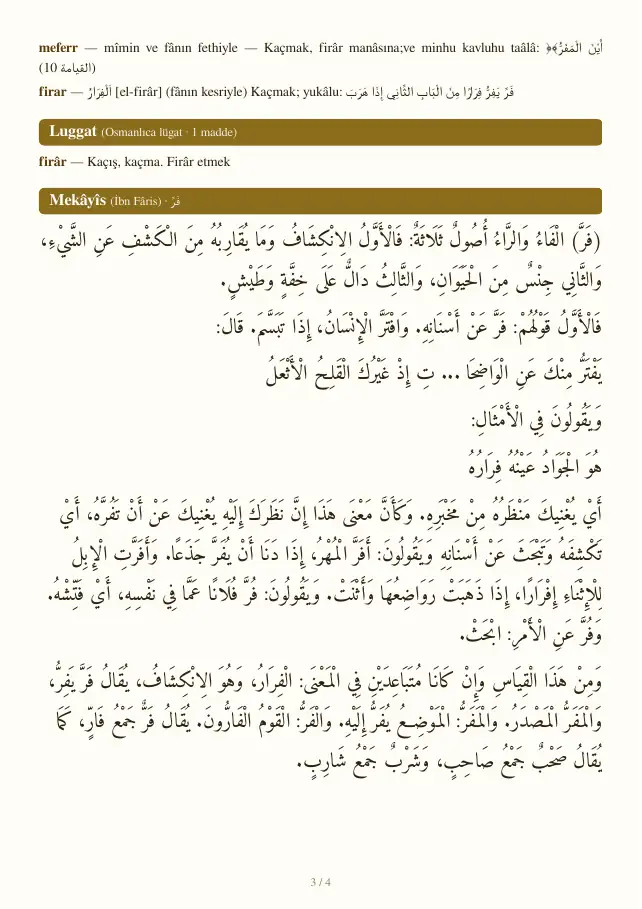 meferr — mîmin ve fânın fethiyle — Kaçmak, firâr manâsına;ve minhu kavluhu taâlâ: ﴿أَيْنَ الْمَفَرُّ﴾
(القيامة 10)
firar — اَلْفِرَارُ [el-firâr] (fânın kesriyle) Kaçmak; yukâlu: فَرَّ يَفِرُّ فِرَارًا مِنَ الْبَابِ الثَّانِي إِذَا هَرَبَ
Luggat (Osmanlıca lügat · 1 madde)
firâr — Kaçış, kaçma. Firâr etmek
Mekâyîs (İbn Fâris) · فَرَّ
(فَرَّ) الْفَاءُ وَالرَّاءُ أُصُولٌ ثَلَاثَةٌ: فَالْأَوَّلُ الِانْكِشَافُ وَمَا يُقَارِبُهُ مِنَ الْكَشْفِ عَنِ الشَّيْءِ،
وَالثَّانِي جِنْسٌ مِنَ الْحَيَوَانِ، وَالثَّالِثُ دَالٌّ عَلَى خِفَّةٍ وَطَيْشٍ.
فَالْأَوَّلُ قَوْلُهُمْ: فَرَّ عَنْ أَسْنَانِهِ. وَافْتَرَّ الْإِنْسَانُ، إِذَا تَبَسَّمَ. قَالَ:
يَفْتَرُّ مِنْكَ عَنِ الْوَاضِحَا ... تِ إِذْ غَيْرُكَ الْقَلِحُ الْأَثْعَلُ
وَيَقُولُونَ فِي الْأَمْثَالِ:
هُوَ الْجَوَادُ عَيْنُهُ فِرَارُهُ
أَيْ يُغْنِيكَ مَنْظَرُهُ مِنْ مَخْبَرِهِ. وَكَأَنَّ مَعْنَى هَذَا إِنَّ نَظَرَكَ إِلَيْهِ يُغْنِيكَ عَنْ أَنْ تَفُرَّهُ، أَيْ
تَكْشِفَهُ وَتَبْحَثَ عَنْ أَسْنَانِهِ وَيَقُولُونَ: أَفَرَّ الْمُهْرُ، إِذَا دَنَا أَنْ يُفَرَّ جَذَعًا. وَأَفَرَّتِ الْإِبِلُ
لِلْإِثْنَاءِ إِفْرَارًا، إِذَا ذَهَبَتْ رَوَاضِعُهَا وَأَثْنَتْ. وَيَقُولُونَ: فُرَّ فُلَانًا عَمَّا فِي نَفْسِهِ، أَيْ فَتِّشْهُ.
وَفُرَّ عَنِ الْأَمْرِ: ابْحَثْ.
وَمِنْ هَذَا الْقِيَاسِ وَإِنْ كَانَا مُتَبَاعِدَيْنِ فِي الْمَعْنَى: الْفِرَارُ، وَهُوَ الِانْكِشَافُ، يُقَالُ فَرَّ يَفِرُّ،
وَالْمَفَرُّ الْمَصْدَرُ. وَالْمَفَرُّ: الْمَوْضِعُ يُفَرُّ إِلَيْهِ. وَالْفَرُّ: الْقَوْمُ الْفَارُّونَ. يُقَالُ فَرٌّ جَمْعُ فَارٍّ، كَمَا
يُقَالُ صَحْبٌ جَمْعُ صَاحِبٍ، وَشَرْبٌ جَمْعُ شَارِبٍ.
3 / 4